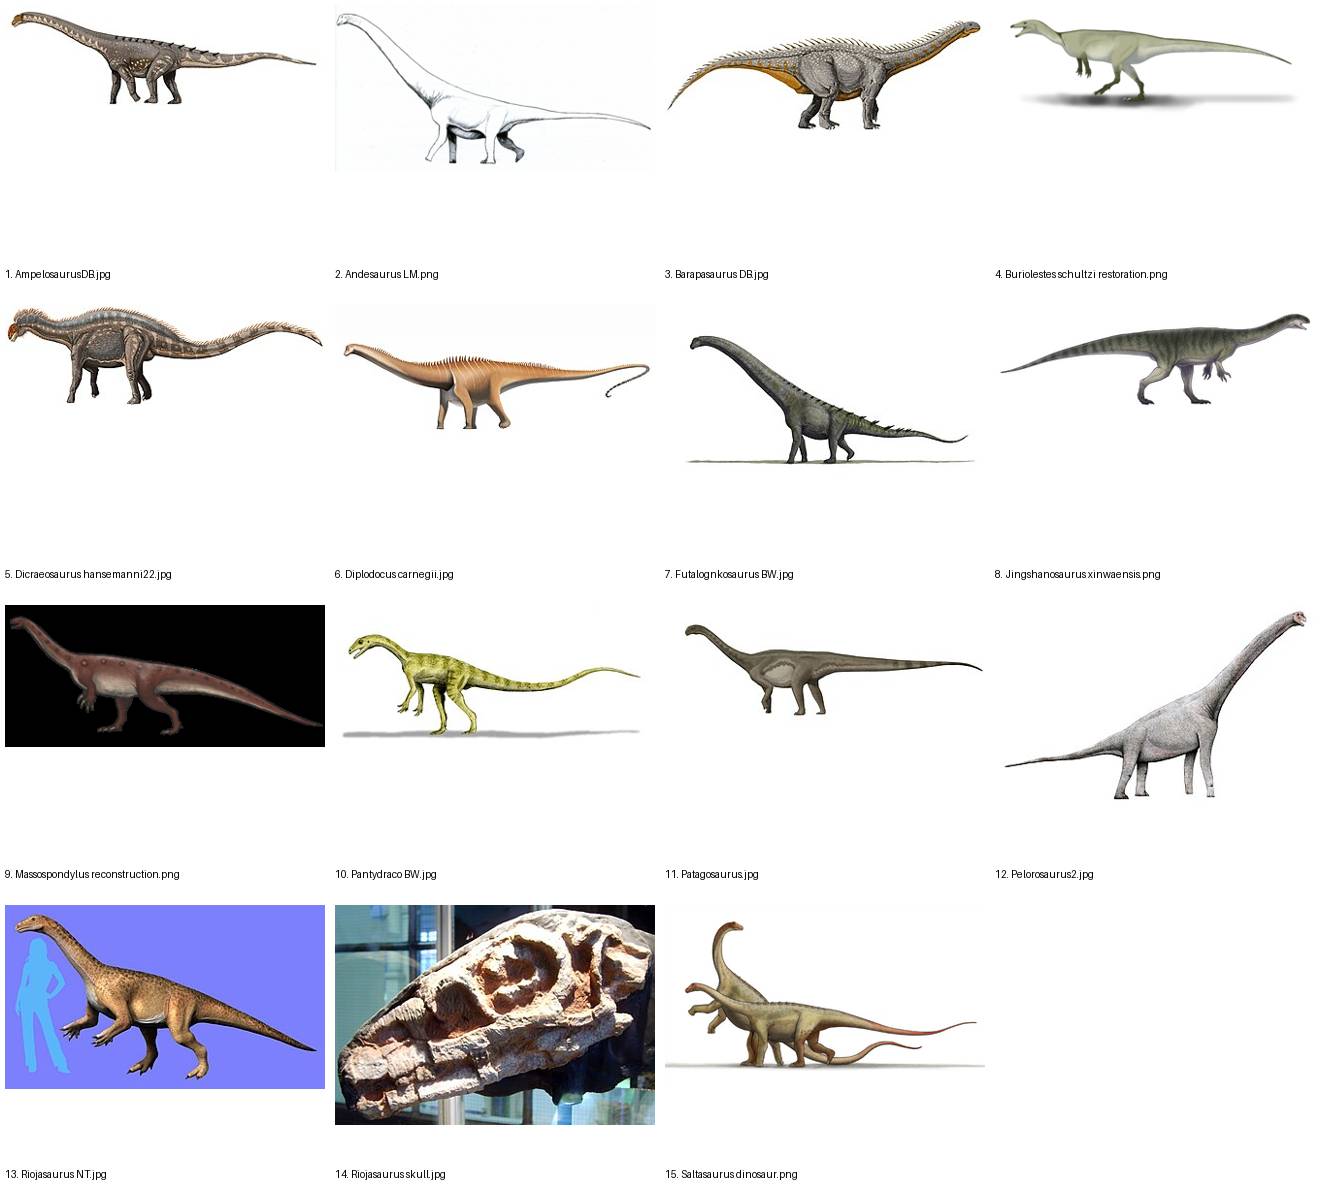 1. AmpelosaurusDB.jpg
2. Andesaurus LM.png
3. Barapasaurus DB.jpg
4. Buriolestes schultzi restoration.png
5. Dicraeosaurus hansemanni22.jpg
6. Diplodocus carnegii.jpg
7. Futalognkosaurus BW.jpg
8. Jingshanosaurus xinwaensis.png
9. Massospondylus reconstruction.png
10. Pantydraco BW.jpg
11. Patagosaurus.jpg
12. Pelorosaurus2.jpg
13. Riojasaurus NT.jpg
14. Riojasaurus skull.jpg
15. Saltasaurus dinosaur.png